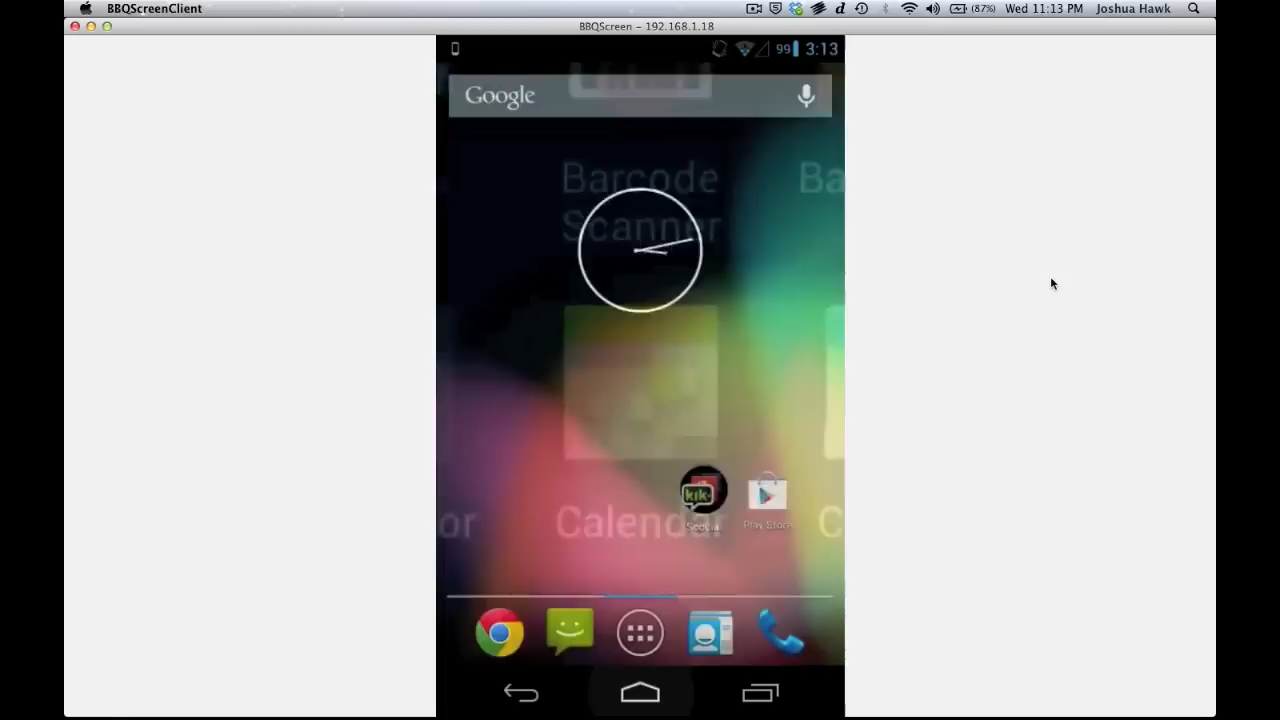 BBQScreenClient
(87%) Wed 11:13 PM Joshua Hawk
BBQScreen – 192.168.1.18
99 3:13
Google
Barcode Ba
Scanner
kik
Play Store
or Calendar C